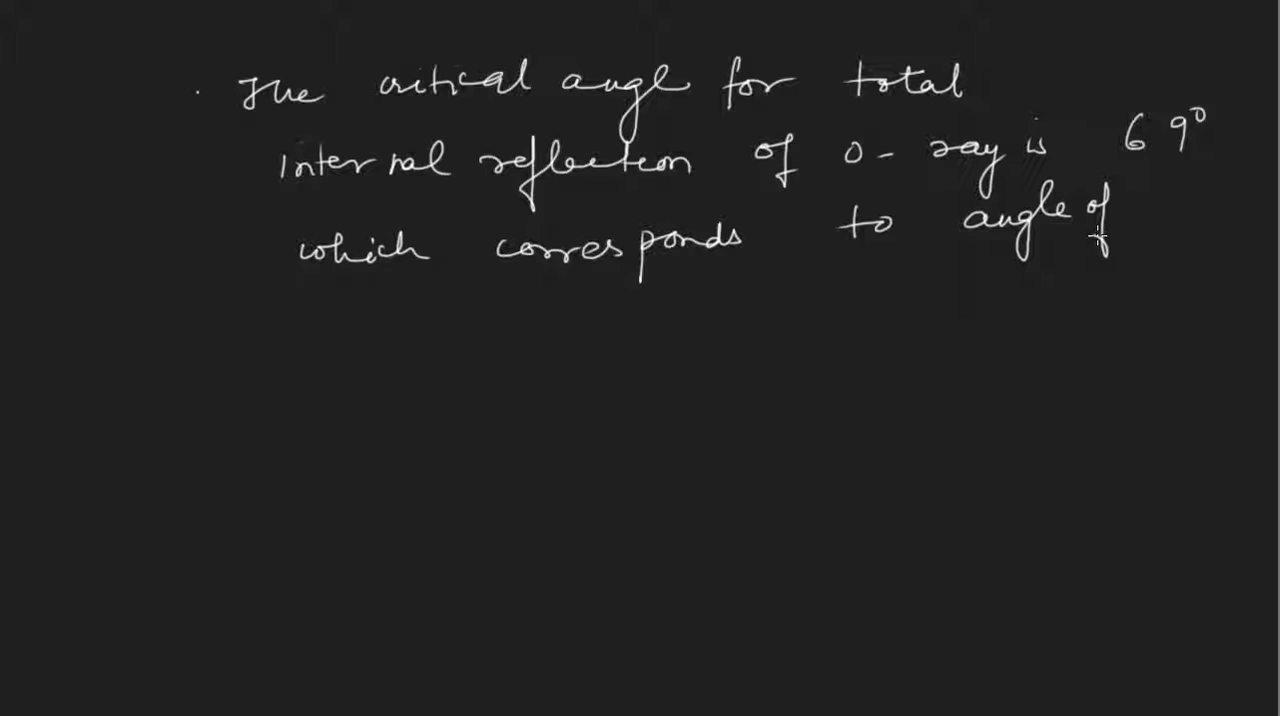 The critical angle for total
internal reflection of o-ray is 69°
which corresponds to angle of